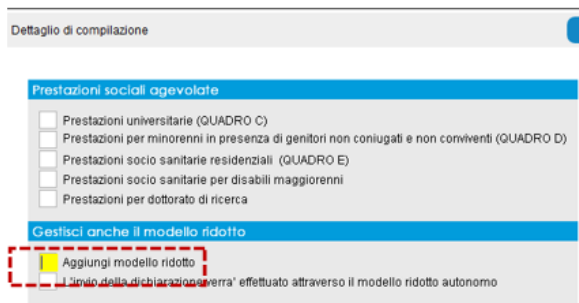 Dettaglio di compilazione
Prestazioni sociali agevolate
Prestazioni universitarie (QUADRO C)
Prestazioni per minorenni in presenza di genitori non coniugati e non conviventi (QUADRO D)
Prestazioni socio sanitarie residenziali (QUADRO E)
Prestazioni socio sanitarie per disabili maggiorenni
Prestazioni per dottorato di ricerca
Gestisci anche il modello ridotto
Aggiungi modello ridotto
L'invio della dichiarazione verra' effettuato attraverso il modello ridotto autonomo